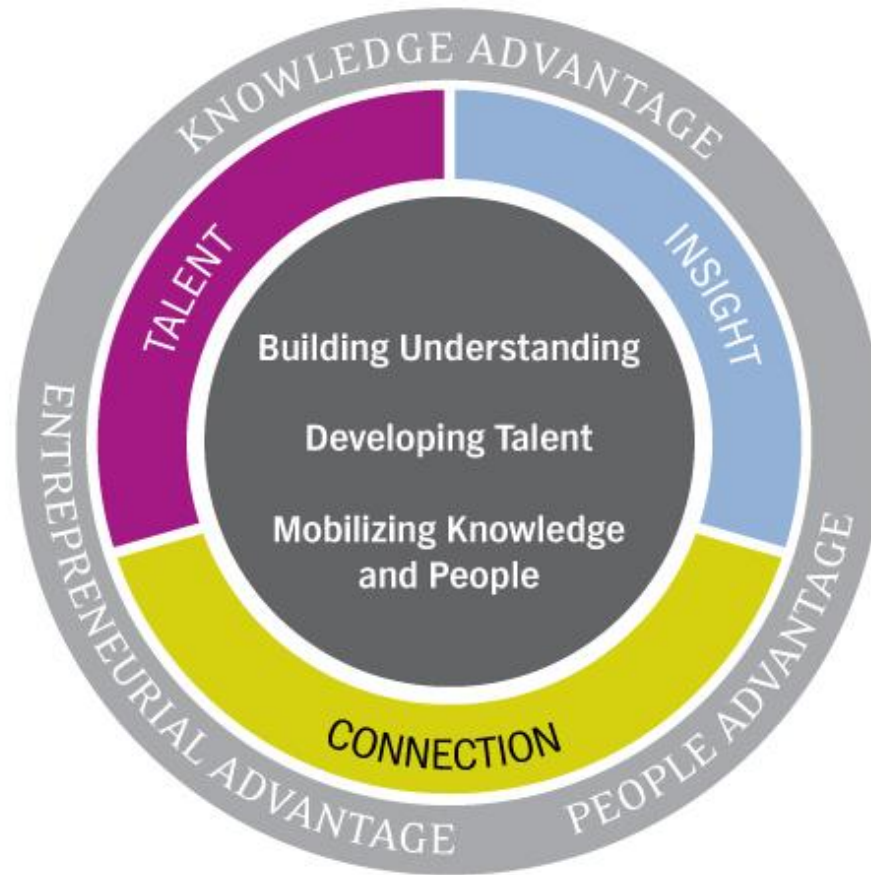 KNOWLEDGE ADVANTAGE
TALENT
INSIGHT
Building Understanding
Developing Talent
Mobilizing Knowledge
and People
CONNECTION
ENTREPRENEURIAL ADVANTAGE
PEOPLE ADVANTAGE